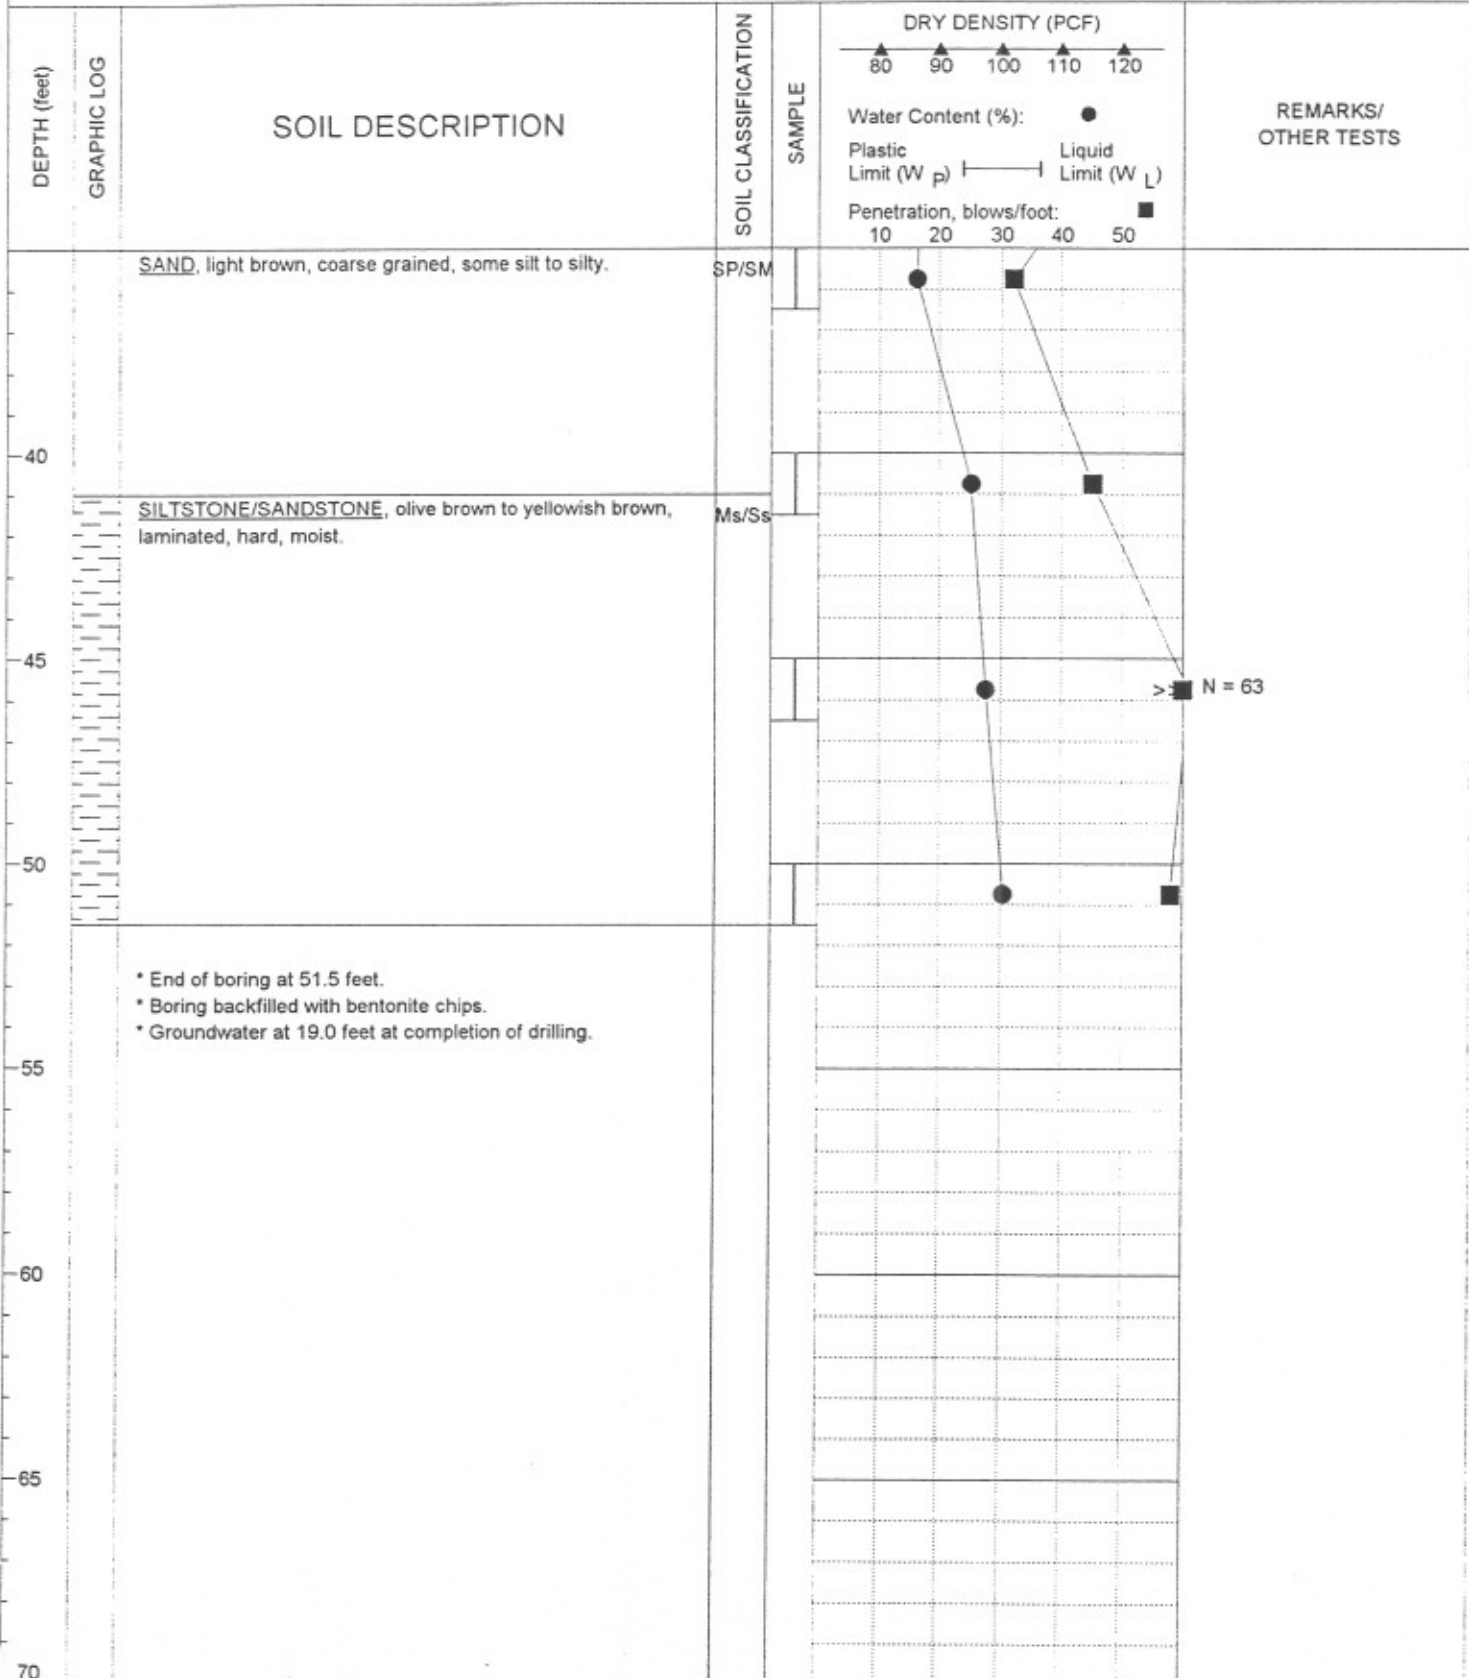 DEPTH (feet)
GRAPHIC LOG
SOIL DESCRIPTION
SOIL CLASSIFICATION
SAMPLE
DRY DENSITY (PCF)
80 90 100 110 120
Water Content (%):
Plastic Limit (W P) Liquid Limit (W L)
Penetration, blows/foot:
10 20 30 40 50
REMARKS/
OTHER TESTS
SAND, light brown, coarse grained, some silt to silty.
SP/SM
40
SILTSTONE/SANDSTONE, olive brown to yellowish brown,
laminated, hard, moist.
Ms/Ss
45
>> N = 63
50
* End of boring at 51.5 feet.
* Boring backfilled with bentonite chips.
* Groundwater at 19.0 feet at completion of drilling.
55
60
65
70